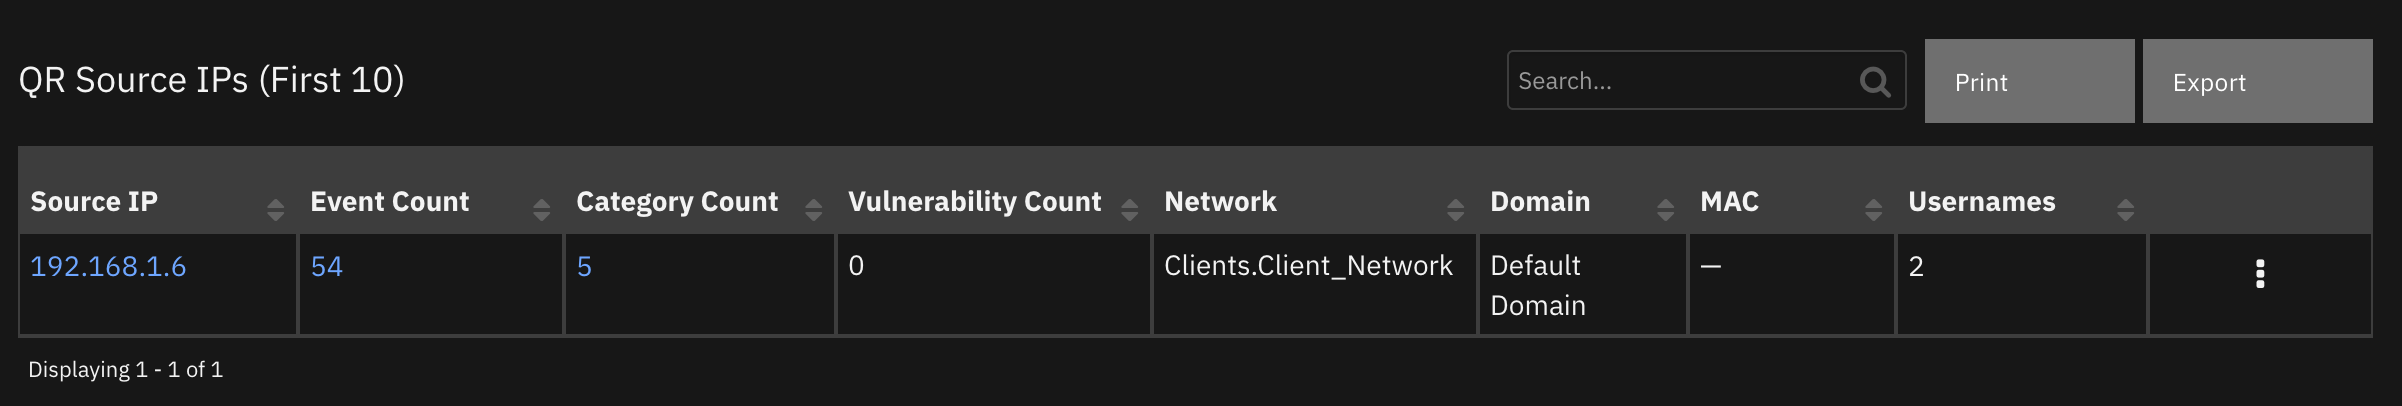 QR Source IPs (First 10)
Search...
Print
Export
Source IP Event Count Category Count Vulnerability Count Network Domain MAC Usernames
192.168.1.6 54 5 0 Clients.Client_Network Default Domain — 2
Displaying 1 - 1 of 1